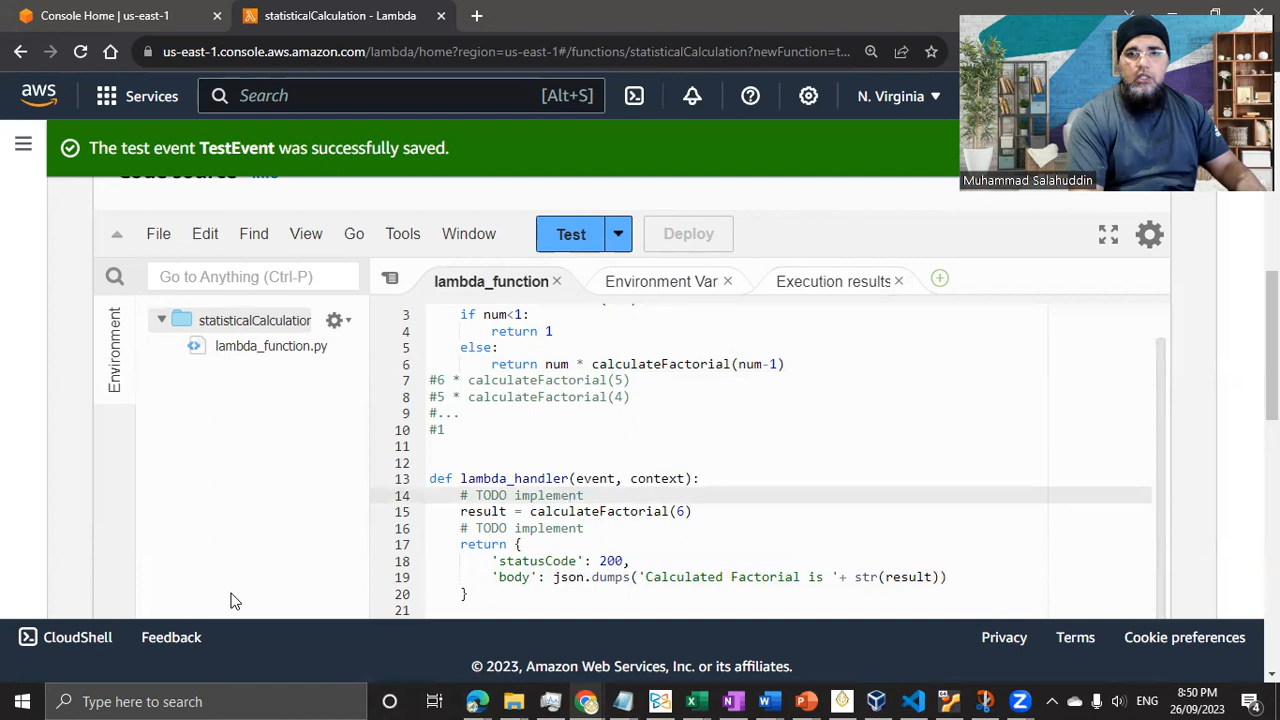 Console Home | us-east-1
statisticalCalculation - Lambda
us-east-1.console.aws.amazon.com/lambda/home?region=us-east-1#/functions/statisticalCalculation?newFunction=t...
aws
Services
Search
[Alt+S]
N. Virginia
Muhammad Salahuddin
The test event TestEvent was successfully saved.
File Edit Find View Go Tools Window
Test
Deploy
Go to Anything (Ctrl-P)
lambda_function
Environment Var
Execution results
Environment
statisticalCalculation
lambda_function.py
3 if num<1:
4 return 1
5 else:
6 return num * calculateFactorial(num-1)
7 #6 * calculateFactorial(5)
8 #5 * calculateFactorial(4)
9 #...
10 #1
11
12
13 def lambda_handler(event, context):
14 # TODO implement
15 result = calculateFactorial(6)
16 # TODO implement
17 return {
18 'statusCode': 200,
19 'body': json.dumps('Calculated Factorial is '+ str(result))
20 }
21
CloudShell
Feedback
Privacy
Terms
Cookie preferences
© 2023, Amazon Web Services, Inc. or its affiliates.
Type here to search
ENG
8:50 PM
26/09/2023
4